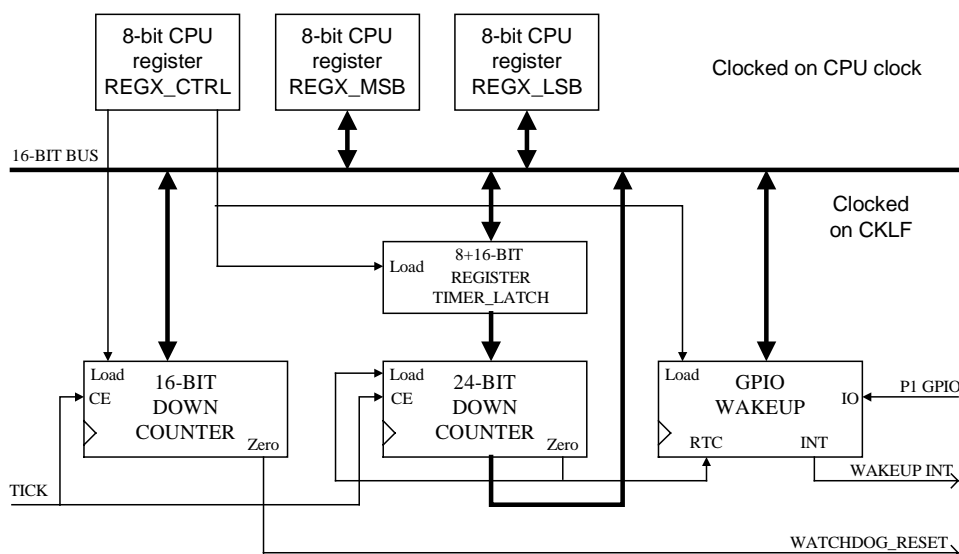 8-bit CPU
register
REGX_CTRL
8-bit CPU
register
REGX_MSB
8-bit CPU
register
REGX_LSB
Clocked on CPU clock
16-BIT BUS
Clocked
on CKLF
Load
8+16-BIT
REGISTER
TIMER_LATCH
Load
CE
16-BIT
DOWN
COUNTER
Zero
Load
CE
24-BIT
DOWN
COUNTER
Zero
Load
GPIO
WAKEUP
IO
RTC
INT
P1 GPIO
WAKEUP INT
TICK
WATCHDOG_RESET